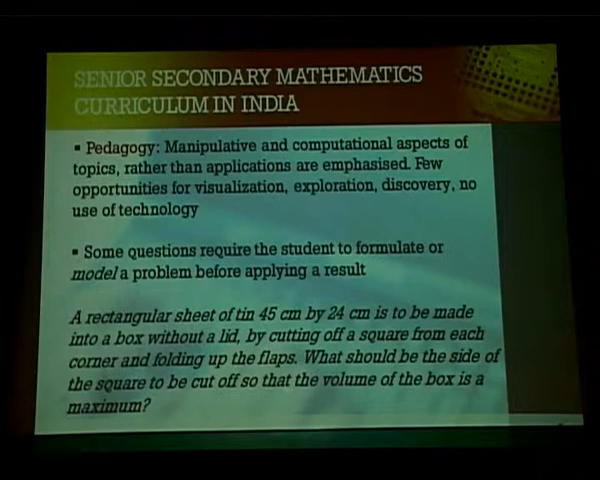 SENIOR SECONDARY MATHEMATICS
CURRICULUM IN INDIA
▪ Pedagogy: Manipulative and computational aspects of
topics, rather than applications are emphasised. Few
opportunities for visualization, exploration, discovery, no
use of technology
▪ Some questions require the student to formulate or
model a problem before applying a result
A rectangular sheet of tin 45 cm by 24 cm is to be made
into a box without a lid, by cutting off a square from each
corner and folding up the flaps. What should be the side of
the square to be cut off so that the volume of the box is a
maximum?